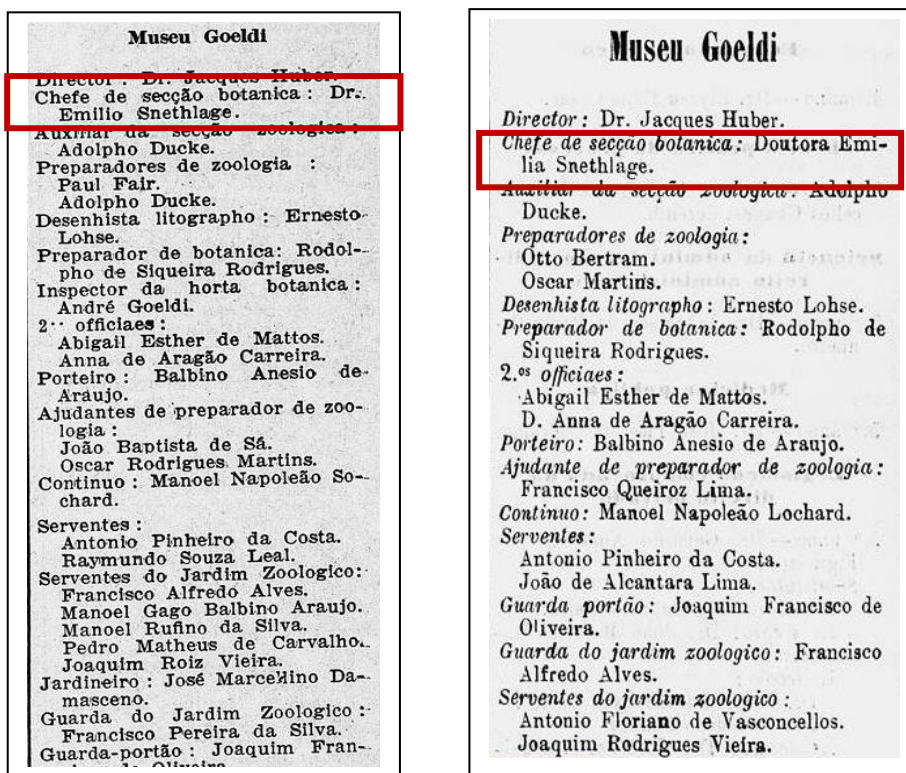 Museu Goeldi
Director : Dr. Jacques Huber.
Chefe de secção botanica : Dr.
Emilio Snethlage.
Auxiliar da secção zoologica :
Adolpho Ducke.
Preparadores de zoologia :
Paul Fair.
Adolpho Ducke.
Desenhista litographo : Ernesto
Lohse.
Preparador de botanica: Rodol-
pho de Siqueira Rodrigues.
Inspector da horta botanica :
André Goeldi.
2·· officiaes :
Abigail Esther de Mattos.
Anna de Aragão Carreira.
Porteiro : Balbino Anesio de
Araujo.
Ajudantes de preparador de zoo-
logia :
João Baptista de Sá.
Oscar Rodrigues Martins.
Continuo : Manoel Napoleão So-
chard.
Serventes :
Antonio Pinheiro da Costa.
Raymundo Souza Leal.
Serventes do Jardim Zoologico:
Francisco Alfredo Alves.
Manoel Gago Balbino Araujo.
Manoel Rufino da Silva.
Pedro Matheus de Carvalho.
Joaquim Roiz Vieira.
Jardineiro : José Marcellino Da-
masceno.
Guarda do Jardim Zoologico :
Francisco Pereira da Silva.
Guarda-portão : Joaquim Fran-
Museu Goeldi
Director : Dr. Jacques Huber.
Chefe de secção botanica : Doutora Emi-
lia Snethlage.
Auxiliar da secção zoologica: Adolpho
Ducke.
Preparadores de zoologia :
Otto Bertram.
Oscar Martins.
Desenhista litographo : Ernesto Lohse.
Preparador de botanica : Rodolpho de
Siqueira Rodrigues.
2.ºˢ officiaes :
Abigail Esther de Mattos.
D. Anna de Aragão Carreira.
Porteiro : Balbino Anesio de Araujo.
Ajudante de preparador de zoologia :
Francisco Queiroz Lima.
Continuo : Manoel Napoleão Lochard.
Serventes :
Antonio Pinheiro da Costa.
João de Alcantara Lima.
Guarda portão : Joaquim Francisco de
Oliveira.
Guarda do jardim zoologico : Francisco
Alfredo Alves.
Serventes do jardim zoologico :
Antonio Floriano de Vasconcellos.
Joaquim Rodrigues Vieira.